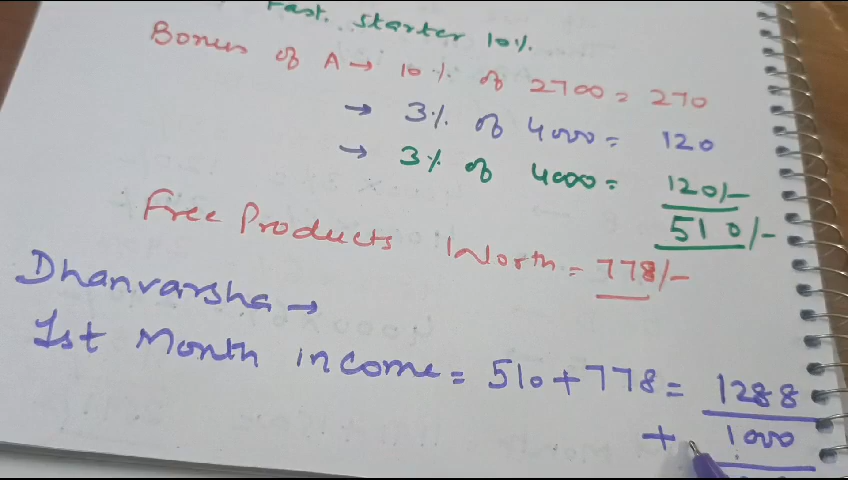 Fast. starter 10%.
Bonus of A → 10% of 2700 = 270
→ 3% of 4000 = 120
→ 3% of 4000 = 120/-
510/-
Free Products Worth = 778/-
Dhanvarsha →
1st Month income = 510 + 778 = 1288
+ 1000